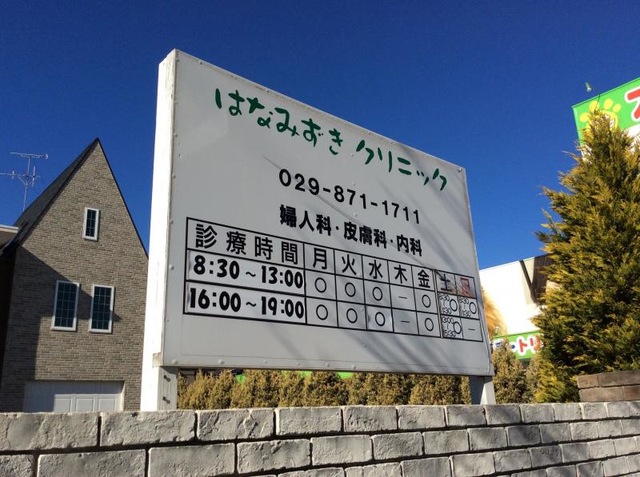 はなみずきクリニック
029-871-1711
婦人科・皮膚科・内科
診療時間 月 火 水 木 金 土
8:30～13:00 ○ ○ ○ － ○
16:00～19:00 ○ ○ ○ － ○ ○